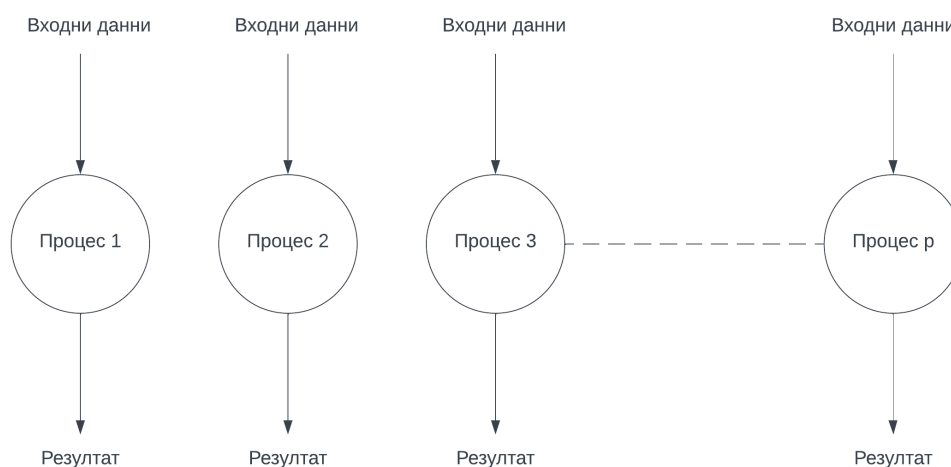 Входни данни
Входни данни
Входни данни
Входни данни
Процес 1
Процес 2
Процес 3
Процес p
Резултат
Резултат
Резултат
Резултат